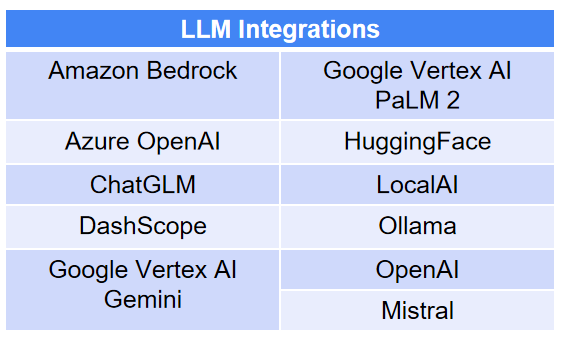 LLM Integrations
Amazon Bedrock
Google Vertex AI
PaLM 2
Azure OpenAI
HuggingFace
ChatGLM
LocalAI
DashScope
Ollama
Google Vertex AI
Gemini
OpenAI
Mistral